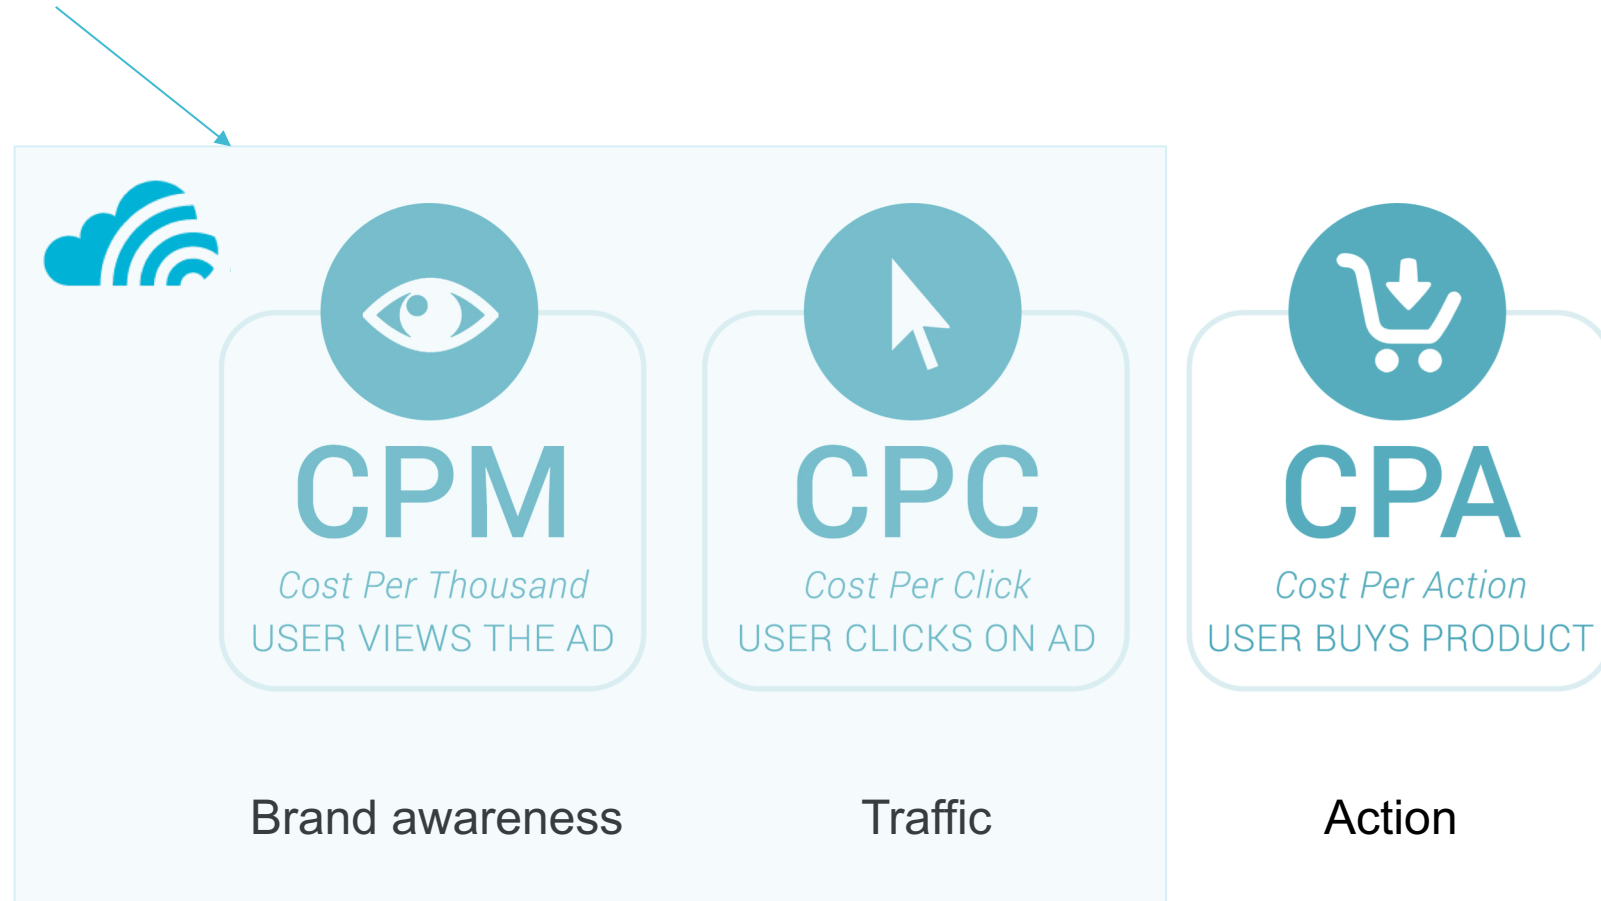 CPM
Cost Per Thousand
USER VIEWS THE AD
Brand awareness
CPC
Cost Per Click
USER CLICKS ON AD
Traffic
CPA
Cost Per Action
USER BUYS PRODUCT
Action